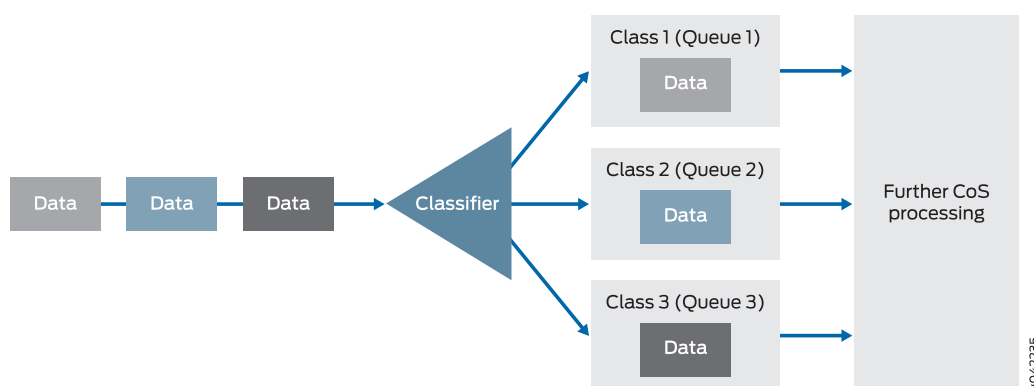 Data
Data
Data
Classifier
Class 1 (Queue 1)
Data
Class 2 (Queue 2)
Data
Class 3 (Queue 3)
Data
Further CoS
processing